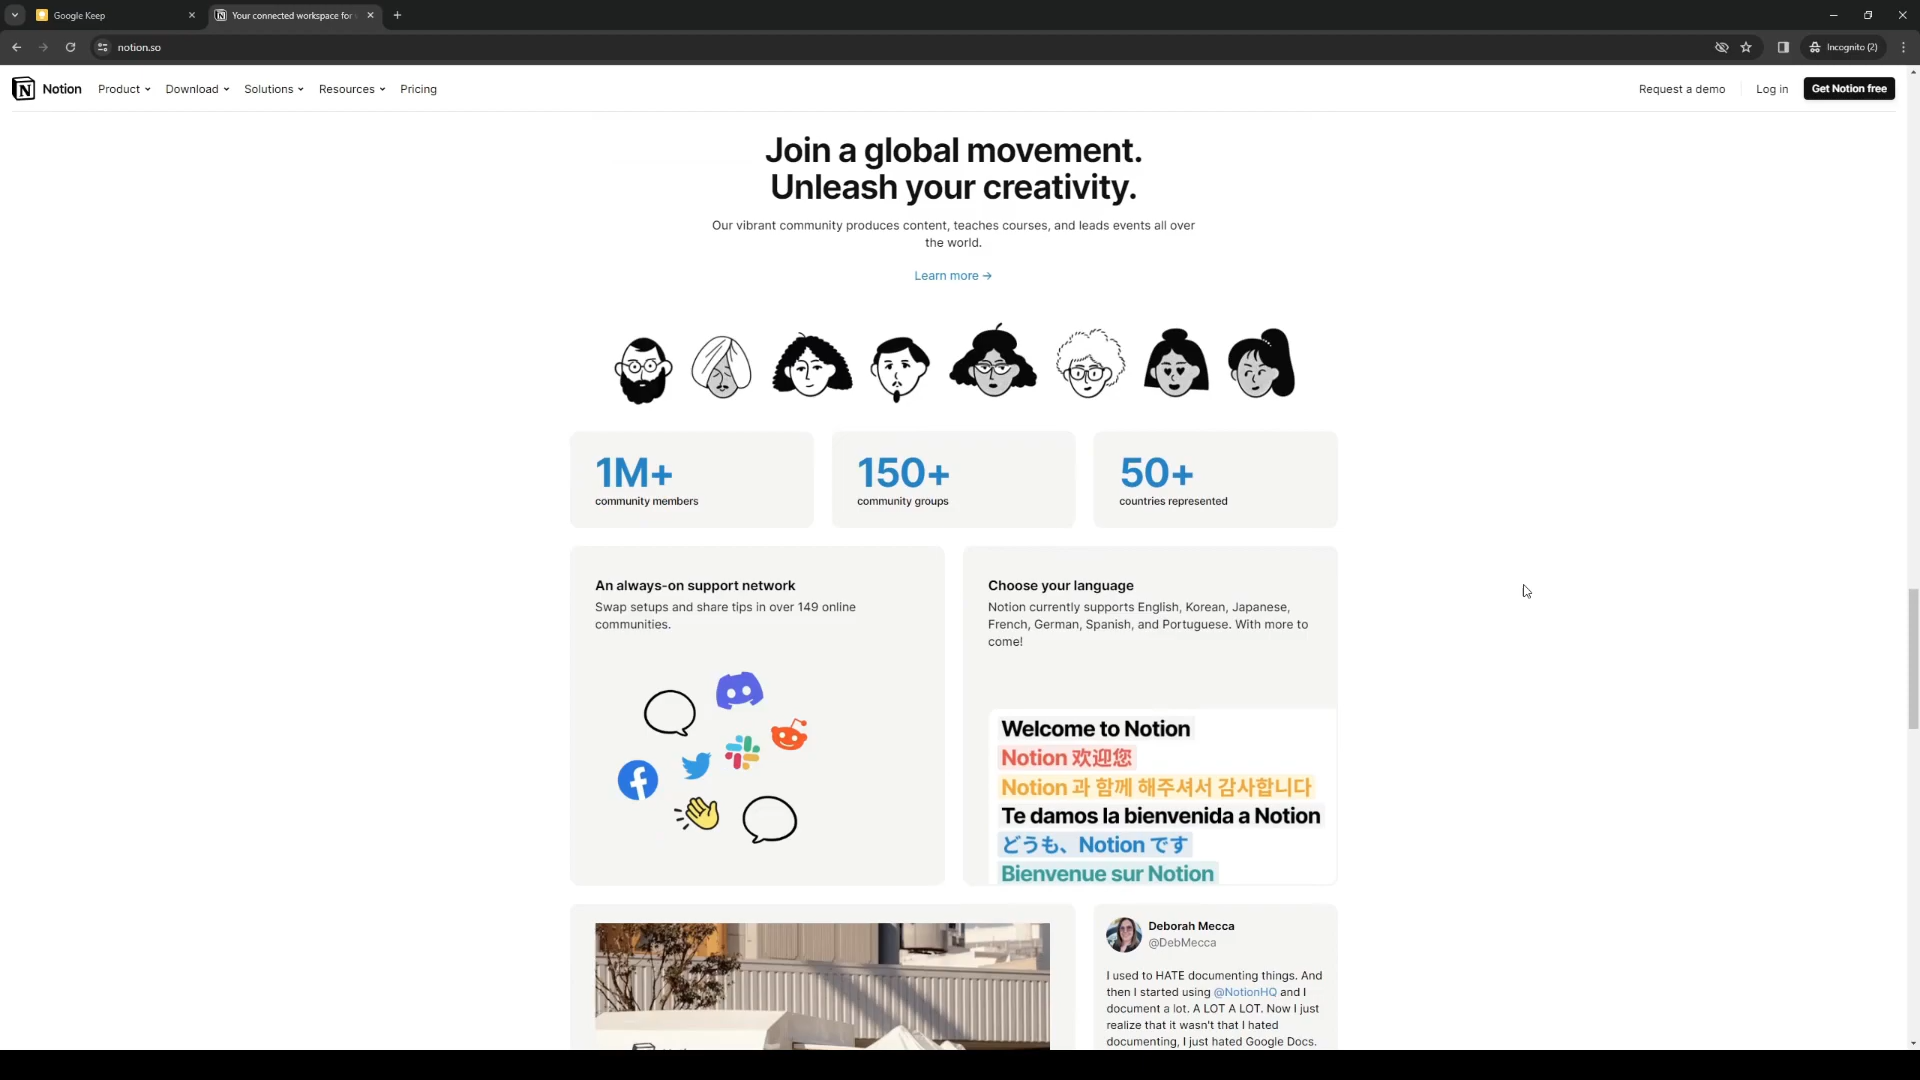 Google Keep
Your connected workspace for
notion.so
Incognito (2)
Notion
Product
Download
Solutions
Resources
Pricing
Request a demo
Log in
Get Notion free
Join a global movement.
Unleash your creativity.
Our vibrant community produces content, teaches courses, and leads events all over
the world.
Learn more →
1M+
community members
150+
community groups
50+
countries represented
An always-on support network
Swap setups and share tips in over 149 online
communities.
Choose your language
Notion currently supports English, Korean, Japanese,
French, German, Spanish, and Portuguese. With more to
come!
Welcome to Notion
Notion 欢迎您
Notion 과 함께 해주셔서 감사합니다
Te damos la bienvenida a Notion
どうも、Notion です
Bienvenue sur Notion
Deborah Mecca
@DebMecca
I used to HATE documenting things. And
then I started using @NotionHQ and I
document a lot. A LOT A LOT. Now I just
realize that it wasn't that I hated
documenting, I just hated Google Docs.